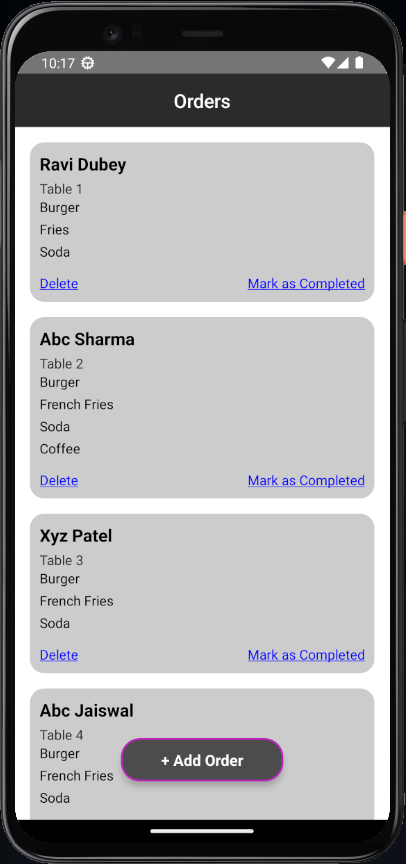 10:17
Orders
Ravi Dubey
Table 1
Burger
Fries
Soda
Delete Mark as Completed
Abc Sharma
Table 2
Burger
French Fries
Soda
Coffee
Delete Mark as Completed
Xyz Patel
Table 3
Burger
French Fries
Soda
Delete Mark as Completed
Abc Jaiswal
Table 4
Burger
+ Add Order
French Fries
Soda